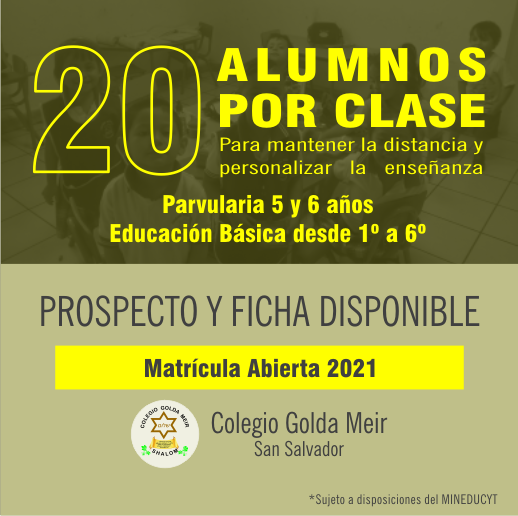 20 ALUMNOS
POR CLASE
Para mantener la distancia y
personalizar la enseñanza
Parvularia 5 y 6 años
Educación Básica desde 1º a 6º
PROSPECTO Y FICHA DISPONIBLE
Matrícula Abierta 2021
COLEGIO GOLDA MEIR
SHALOM
Colegio Golda Meir
San Salvador
*Sujeto a disposiciones del MINEDUCYT